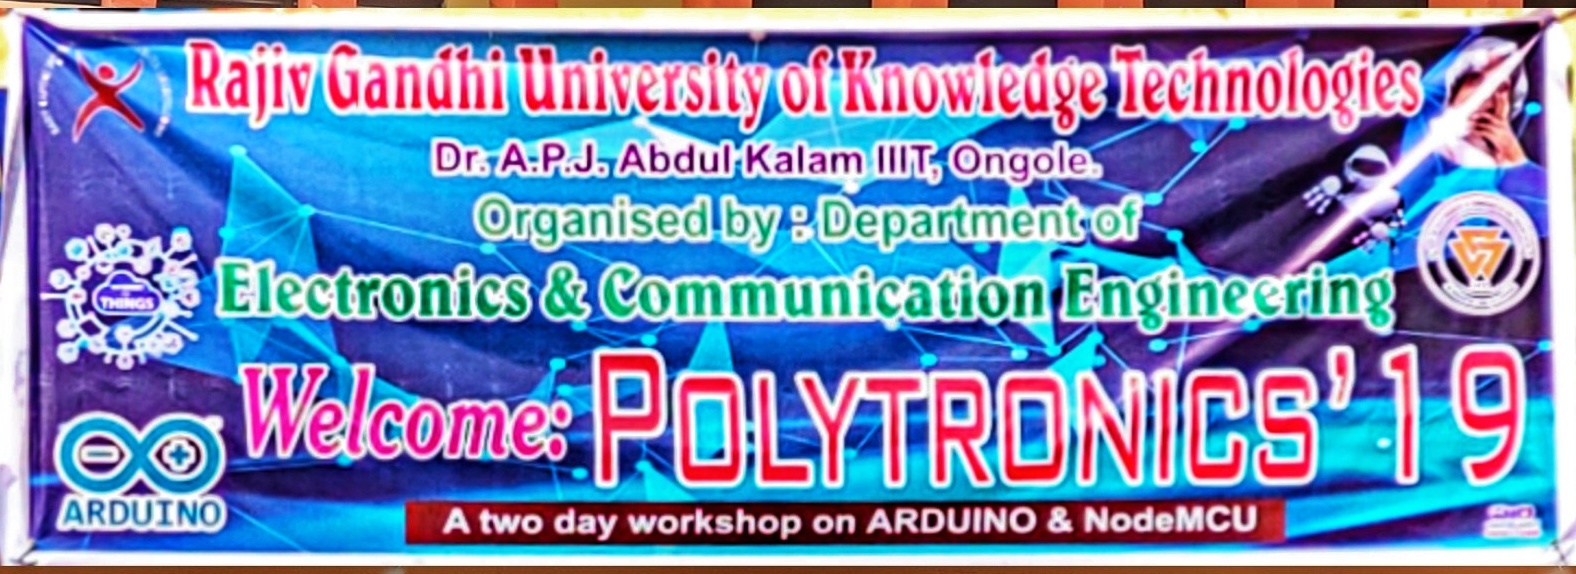 Rajiv Gandhi University of Knowledge Technologies
Dr. A.P.J. Abdul Kalam IIIT, Ongole.
Organised by : Department of
Electronics & Communication Engineering
THINGS
Welcome: POLYTRONICS'19
ARDUINO
A two day workshop on ARDUINO & NodeMCU